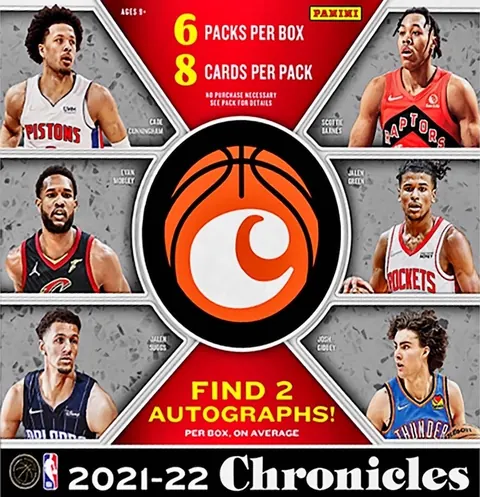 AGES 9+
6 PACKS PER BOX
8 CARDS PER PACK
NO PURCHASE NECESSARY
SEE PACK FOR DETAILS
PANINI
PISTONS
CADE
CUNNINGHAM
SCOTTIE
BARNES
RAPTORS
EVAN
MOBLEY
JALEN
GREEN
ROCKETS
C
JALEN
SUGGS
JOSH
GIDDEY
ORLANDO
THUNDER
FIND 2
AUTOGRAPHS!
PER BOX, ON AVERAGE
NBA
2021-22 Chronicles